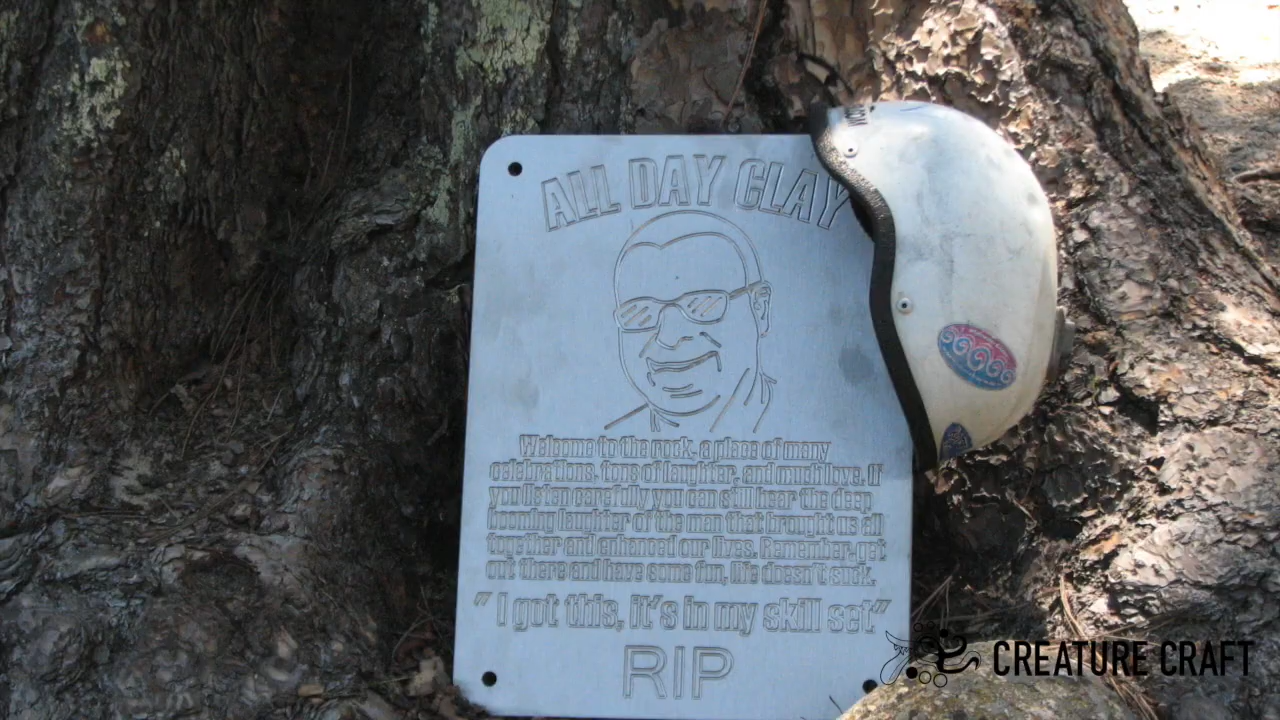 ALL DAY CLAY
Welcome to the rock, a place of many
celebrations, tons of laughter, and much love. If
you listen carefully you can still hear the deep
booming laughter of the man that brought us all
together and enhanced our lives. Remember, get
out there and have some fun, life doesn't suck.
" I got this, it's in my skill set"
RIP
CREATURE CRAFT